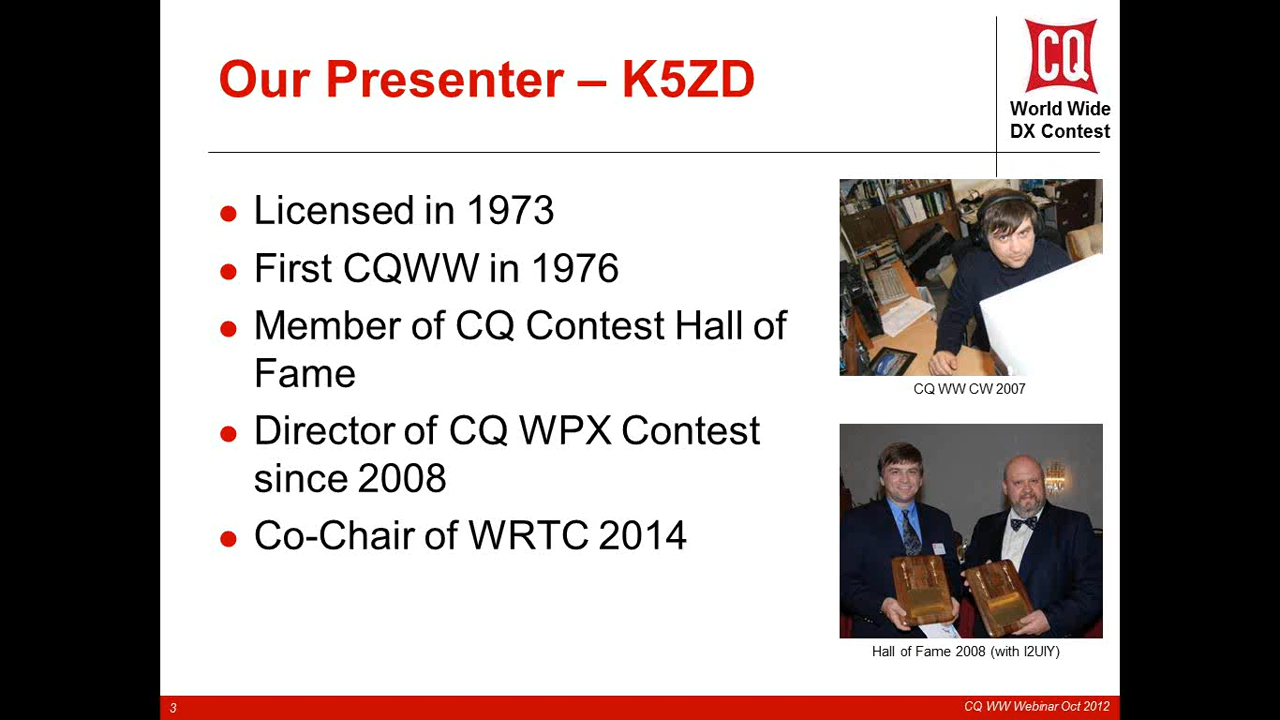 Our Presenter – K5ZD
CQ
World Wide
DX Contest
● Licensed in 1973
● First CQWW in 1976
● Member of CQ Contest Hall of
Fame
● Director of CQ WPX Contest
since 2008
● Co-Chair of WRTC 2014
CQ WW CW 2007
Hall of Fame 2008 (with I2UIY)
3
CQ WW Webinar Oct 2012